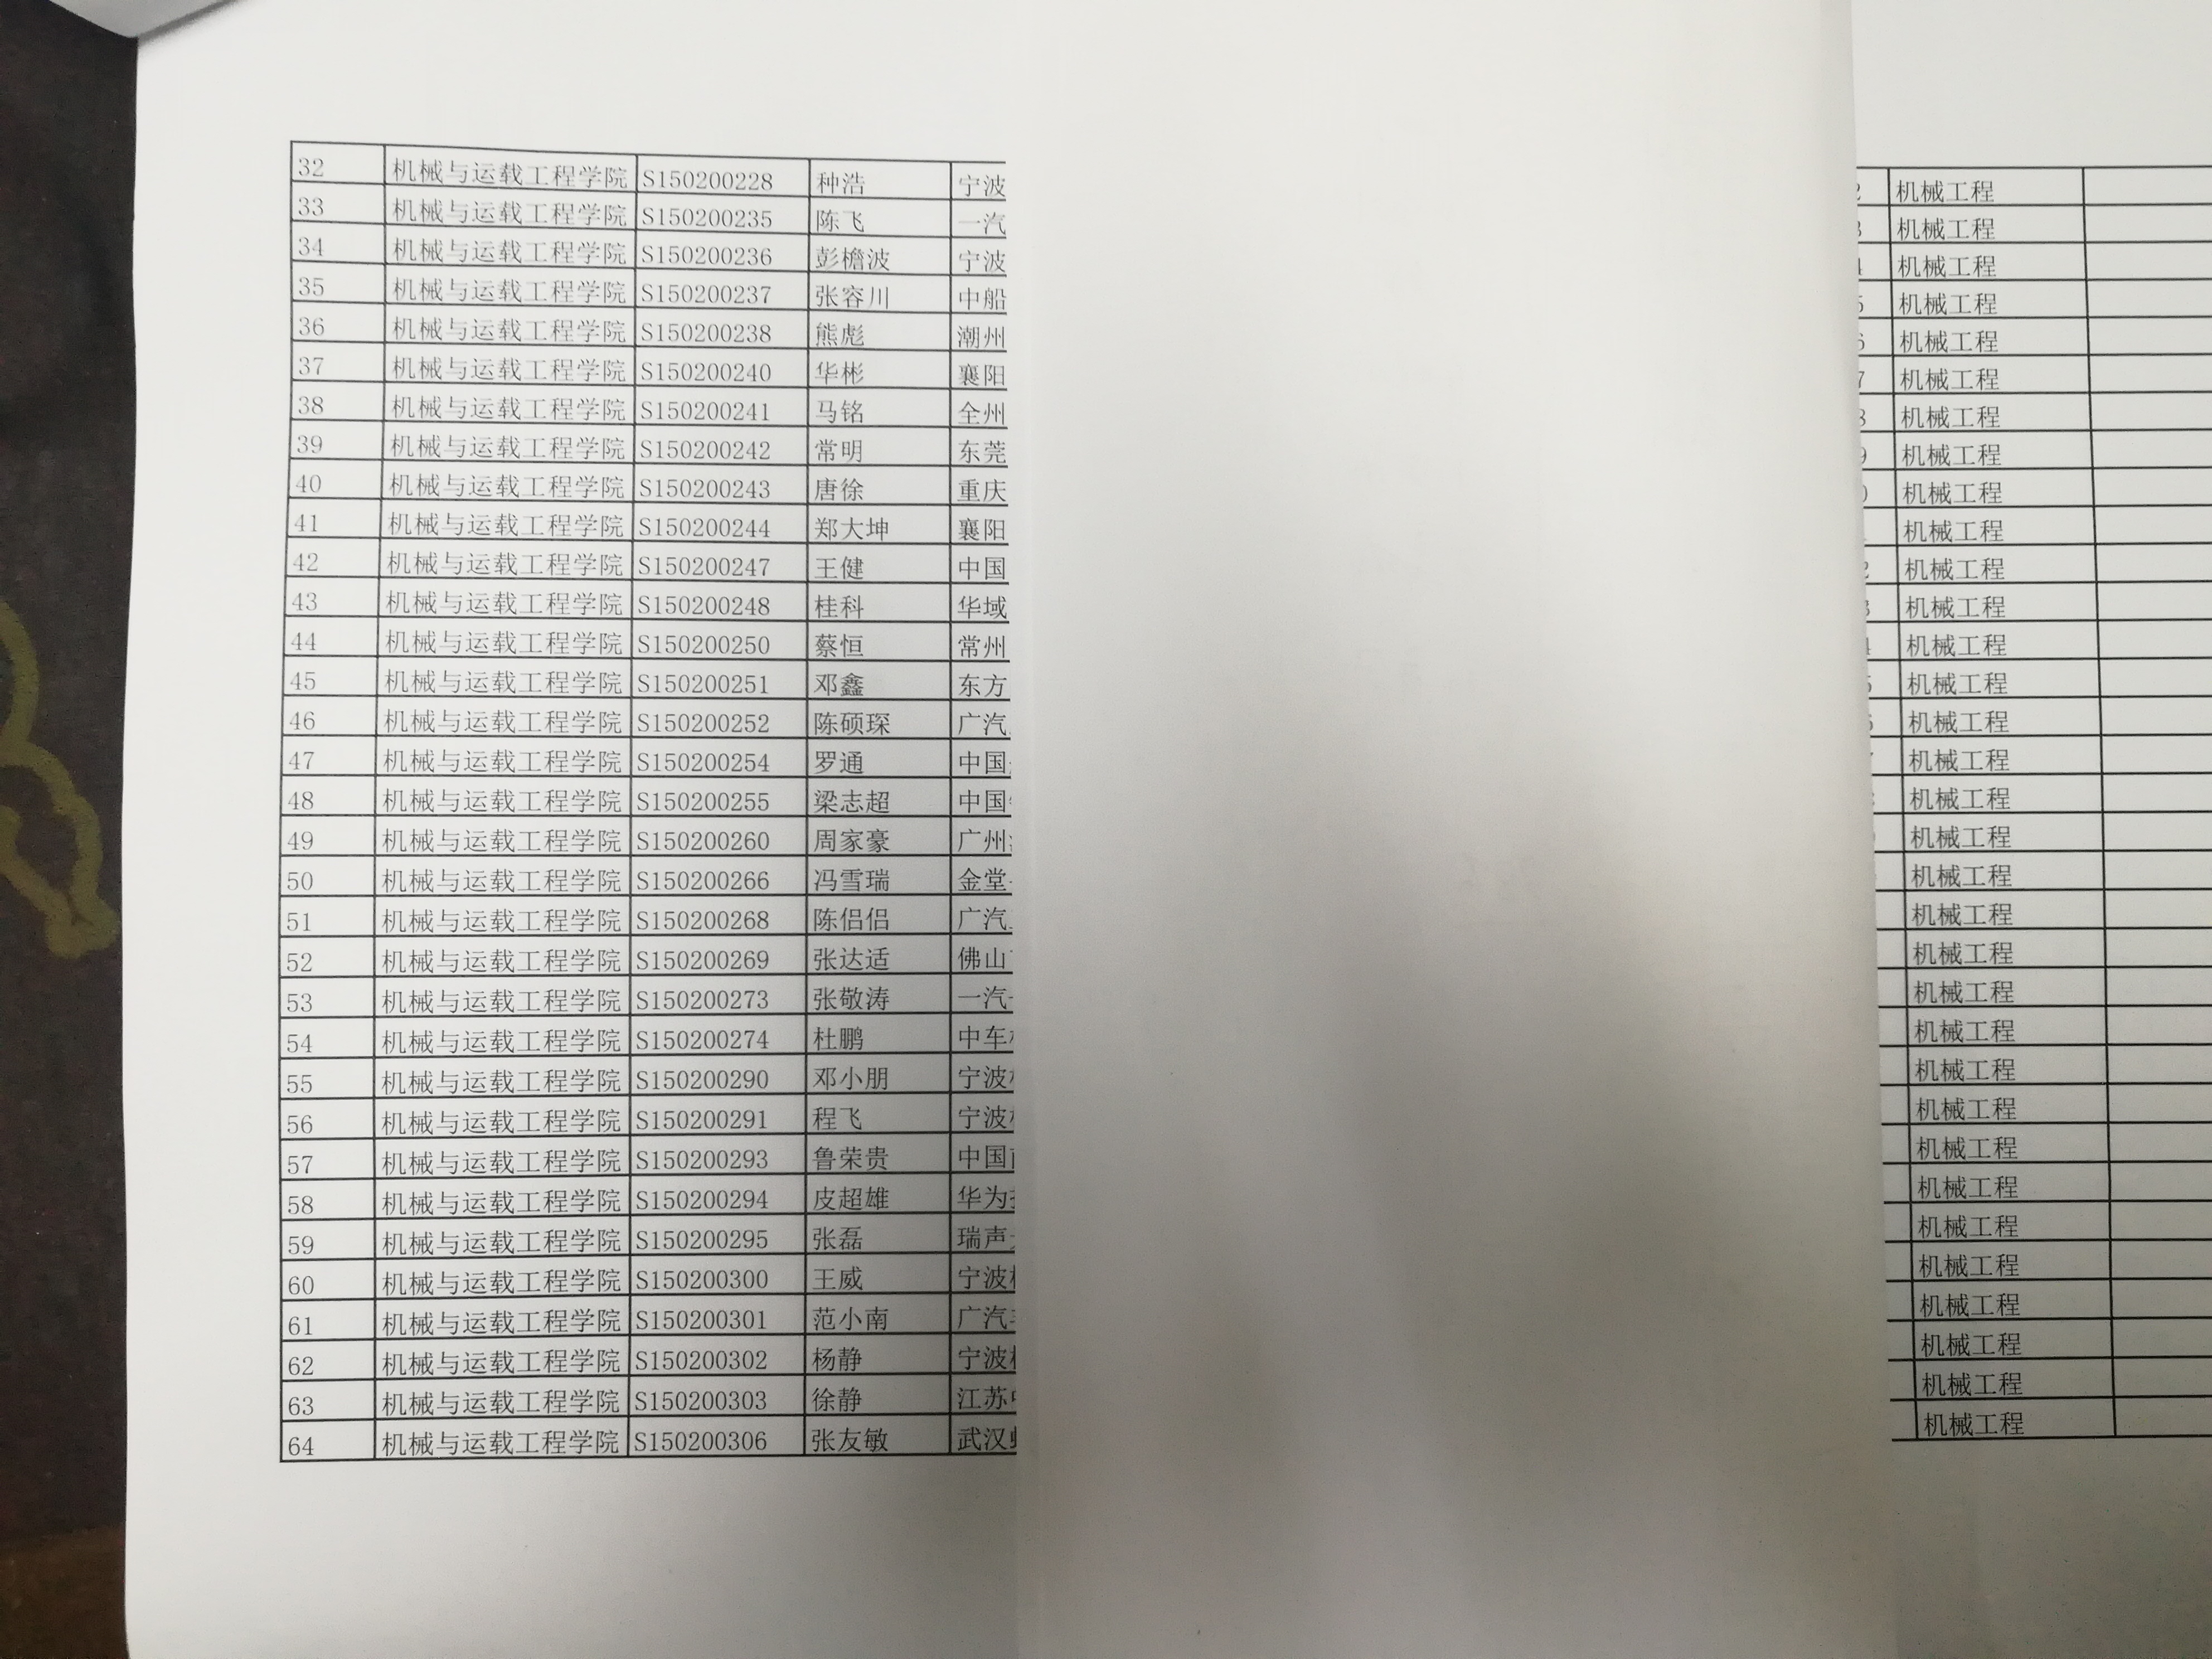 32 机械与运载工程学院 S150200228 种浩 宁波 机械工程
33 机械与运载工程学院 S150200235 陈飞 一汽 机械工程
34 机械与运载工程学院 S150200236 彭檐波 宁波 机械工程
35 机械与运载工程学院 S150200237 张容川 中船 机械工程
36 机械与运载工程学院 S150200238 熊彪 潮州 机械工程
37 机械与运载工程学院 S150200240 华彬 襄阳 机械工程
38 机械与运载工程学院 S150200241 马铭 全州 机械工程
39 机械与运载工程学院 S150200242 常明 东莞 机械工程
40 机械与运载工程学院 S150200243 唐徐 重庆 机械工程
41 机械与运载工程学院 S150200244 郑大坤 襄阳 机械工程
42 机械与运载工程学院 S150200247 王健 中国 机械工程
43 机械与运载工程学院 S150200248 桂科 华域 机械工程
44 机械与运载工程学院 S150200250 蔡恒 常州 机械工程
45 机械与运载工程学院 S150200251 邓鑫 东方 机械工程
46 机械与运载工程学院 S150200252 陈硕琛 广汽 机械工程
47 机械与运载工程学院 S150200254 罗通 中国 机械工程
48 机械与运载工程学院 S150200255 梁志超 中国 机械工程
49 机械与运载工程学院 S150200260 周家豪 广州 机械工程
50 机械与运载工程学院 S150200266 冯雪瑞 金堂 机械工程
51 机械与运载工程学院 S150200268 陈侣侣 广汽 机械工程
52 机械与运载工程学院 S150200269 张达适 佛山 机械工程
53 机械与运载工程学院 S150200273 张敬涛 一汽 机械工程
54 机械与运载工程学院 S150200274 杜鹏 中车 机械工程
55 机械与运载工程学院 S150200290 邓小朋 宁波 机械工程
56 机械与运载工程学院 S150200291 程飞 宁波 机械工程
57 机械与运载工程学院 S150200293 鲁荣贵 中国 机械工程
58 机械与运载工程学院 S150200294 皮超雄 华为 机械工程
59 机械与运载工程学院 S150200295 张磊 瑞声 机械工程
60 机械与运载工程学院 S150200300 王威 宁波 机械工程
61 机械与运载工程学院 S150200301 范小南 广汽 机械工程
62 机械与运载工程学院 S150200302 杨静 宁波 机械工程
63 机械与运载工程学院 S150200303 徐静 江苏 机械工程
64 机械与运载工程学院 S150200306 张友敏 武汉 机械工程